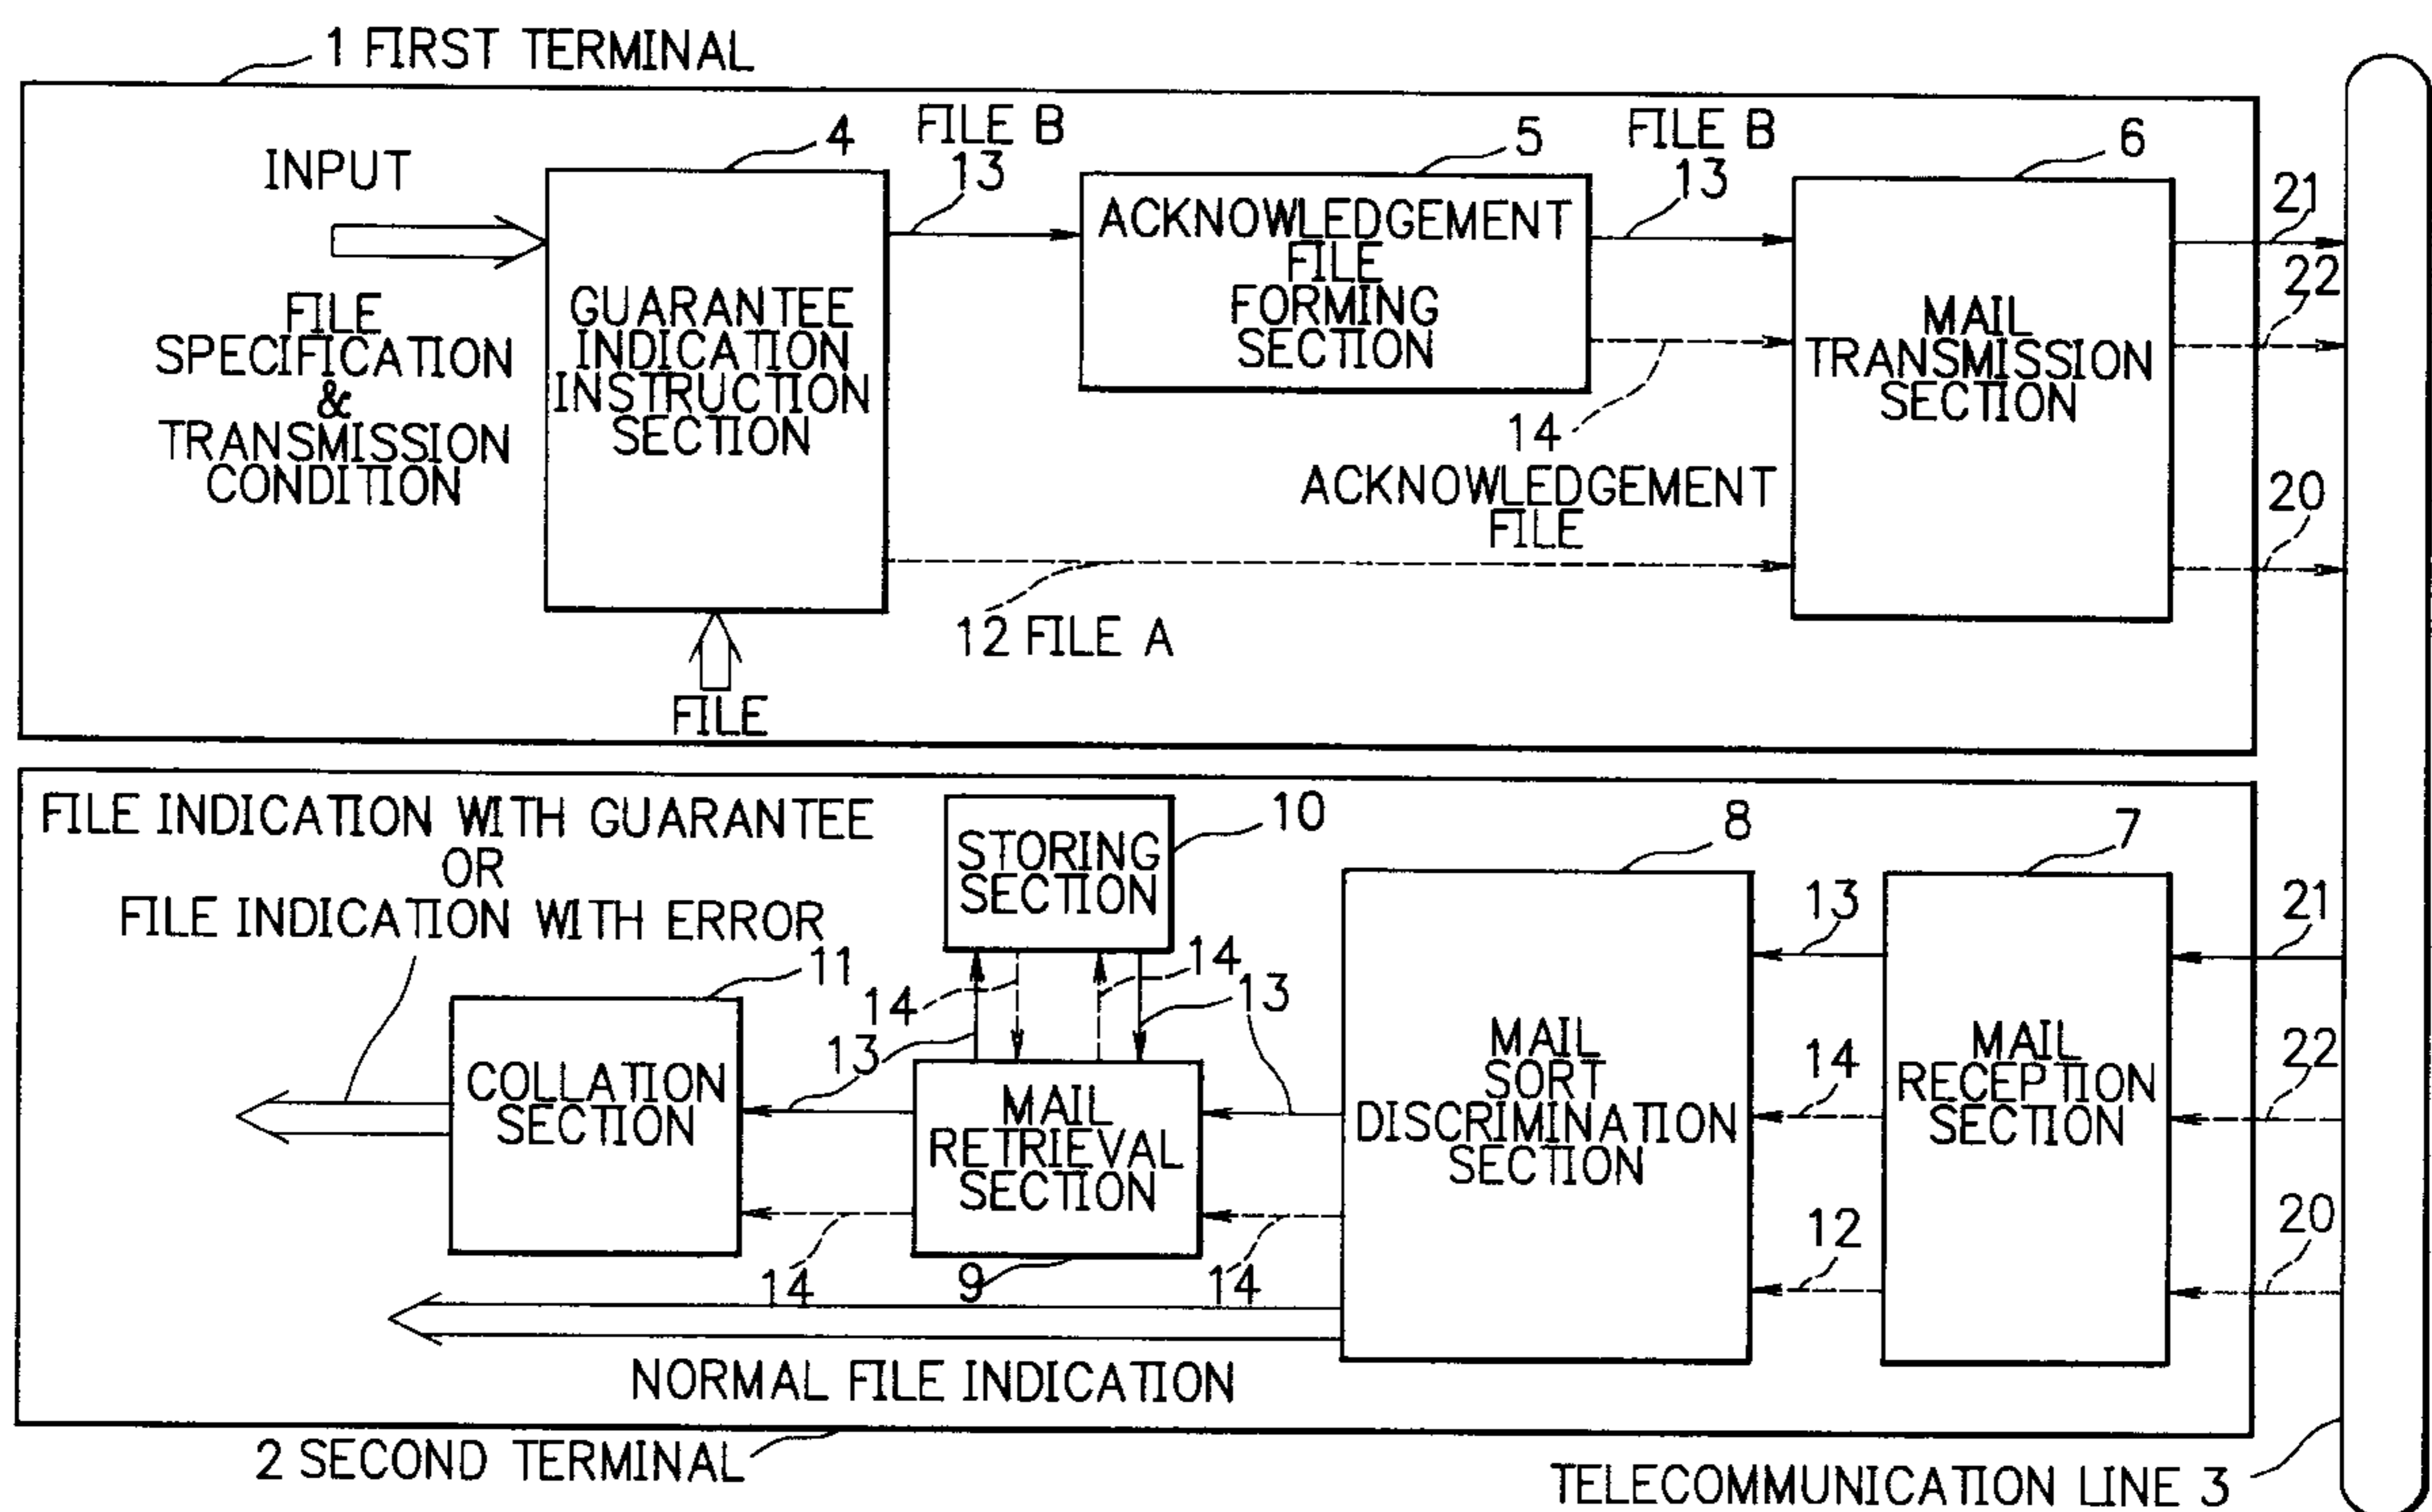 1 FIRST TERMINAL
INPUT
FILE
SPECIFICATION
&
TRANSMISSION
CONDITION
4
GUARANTEE
INDICATION
INSTRUCTION
SECTION
FILE
FILE B
13
5
ACKNOWLEDGEMENT
FILE
FORMING
SECTION
FILE B
13
14
ACKNOWLEDGEMENT
FILE
12 FILE A
6
MAIL
TRANSMISSION
SECTION
21
22
20
FILE INDICATION WITH GUARANTEE
OR
FILE INDICATION WITH ERROR
11
COLLATION
SECTION
10
STORING
SECTION
14
13
14
13
MAIL
RETRIEVAL
SECTION
14
9
14
8
MAIL
SORT
DISCRIMINATION
SECTION
13
14
12
7
MAIL
RECEPTION
SECTION
21
22
20
NORMAL FILE INDICATION
2 SECOND TERMINAL
TELECOMMUNICATION LINE 3